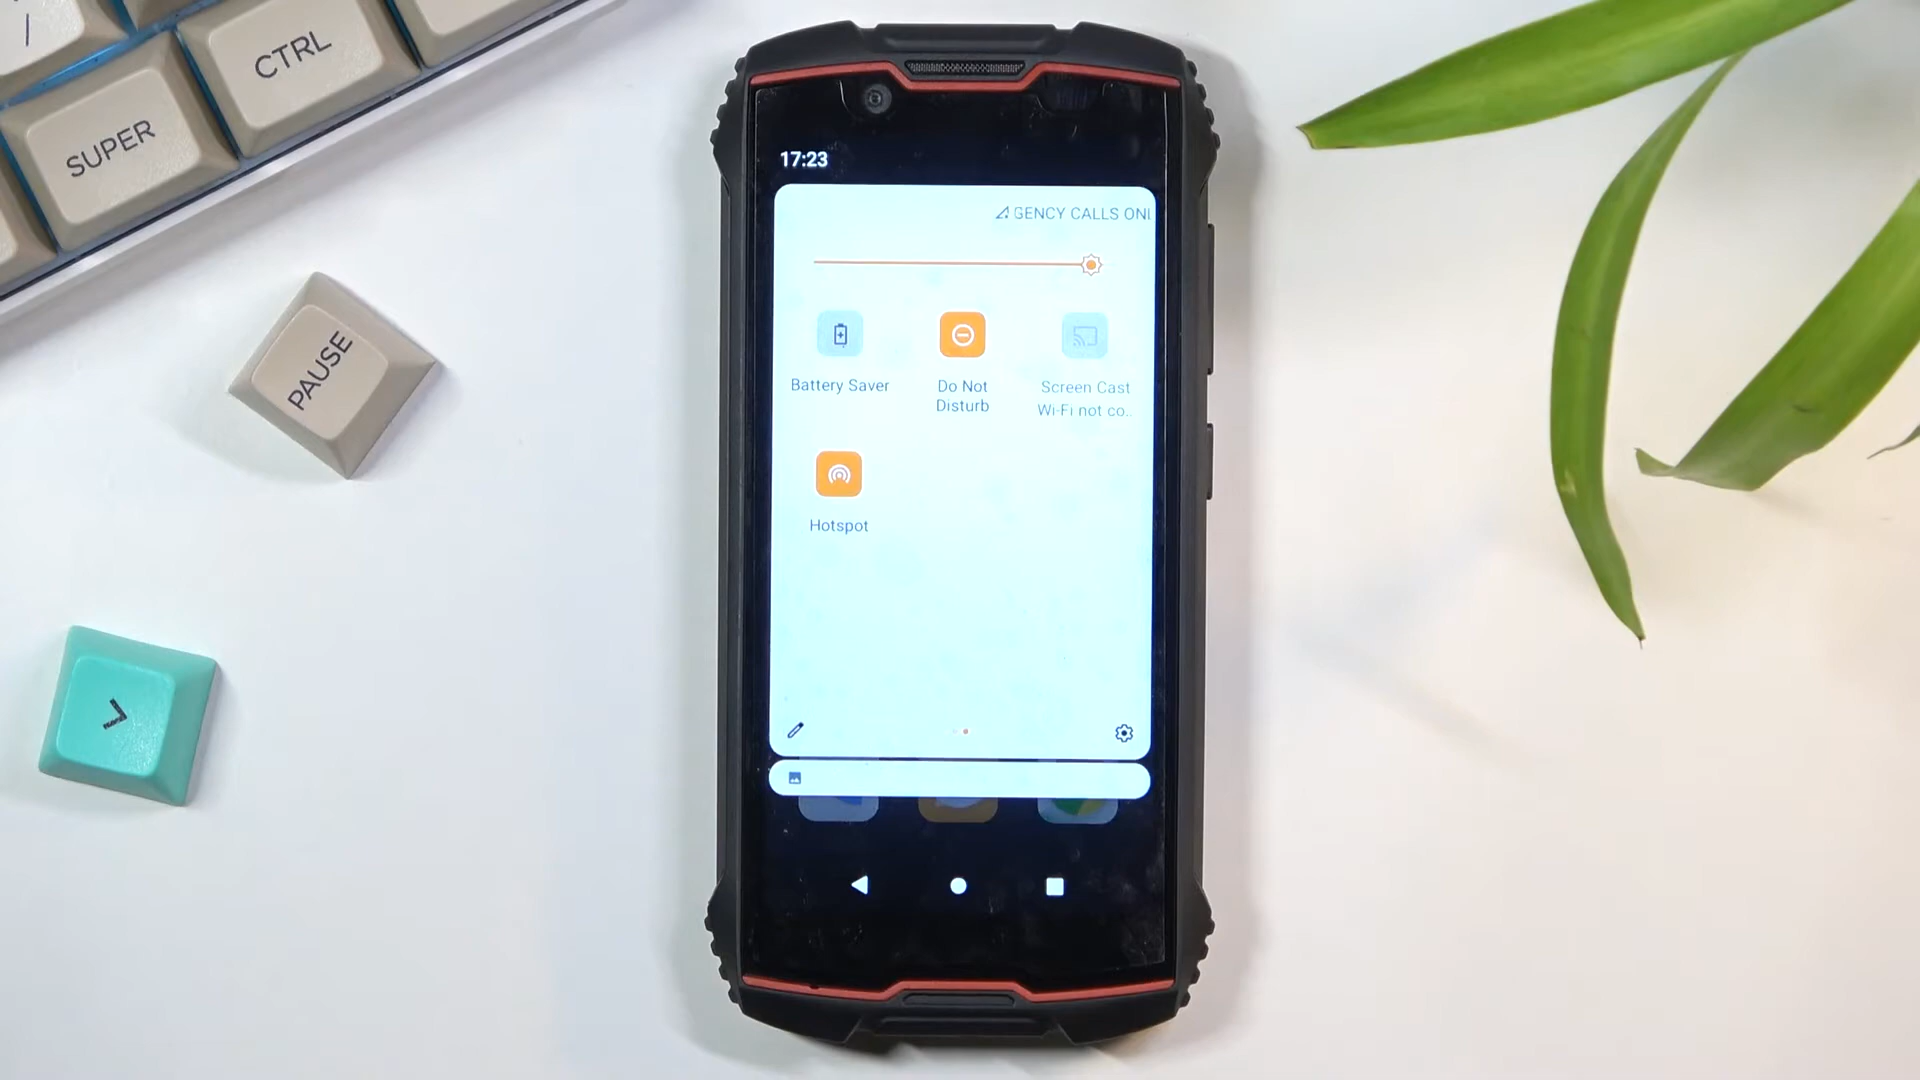 /
CTRL
SUPER
PAUSE
>
17:23
GENCY CALLS ONL
Battery Saver
Do Not
Disturb
Screen Cast
Wi-Fi not co..
Hotspot